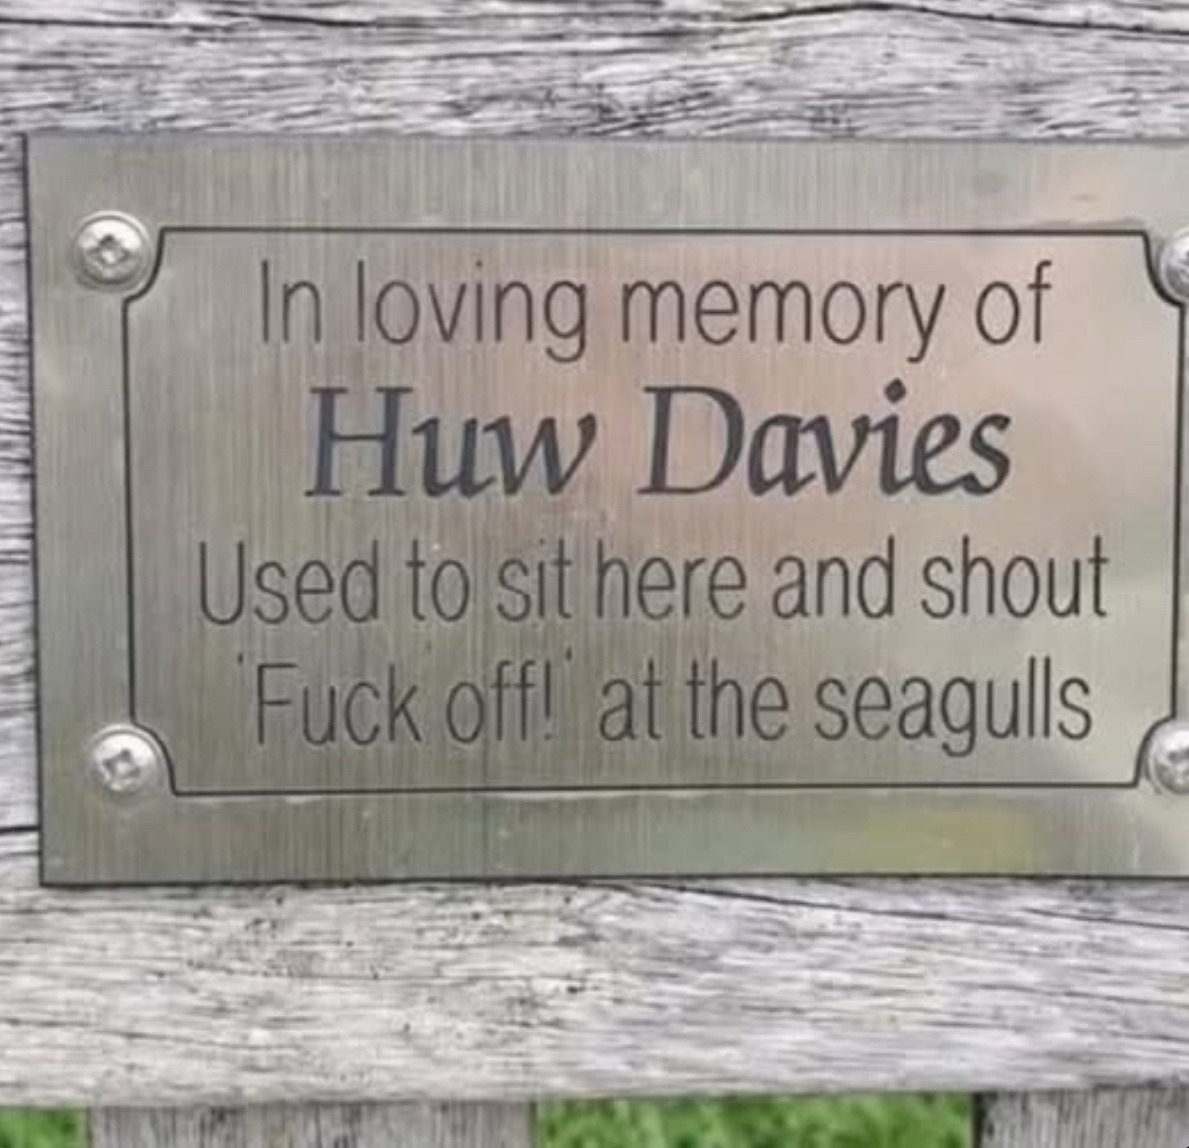 In loving memory of
Huw Davies
Used to sit here and shout
'Fuck off!' at the seagulls